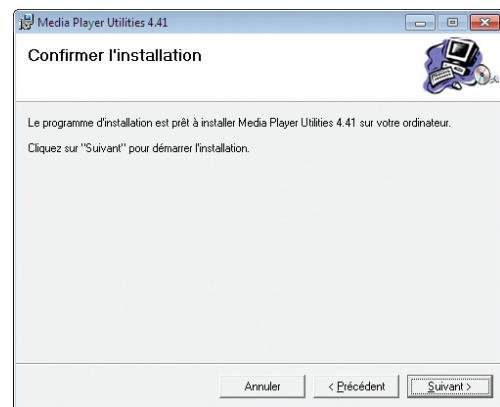 Media Player Utilities 4.41
Confirmer l'installation
Le programme d'installation est prêt à installer Media Player Utilities 4.41 sur votre ordinateur.
Cliquez sur "Suivant" pour démarrer l'installation.
Annuler
< Précédent
Suivant >